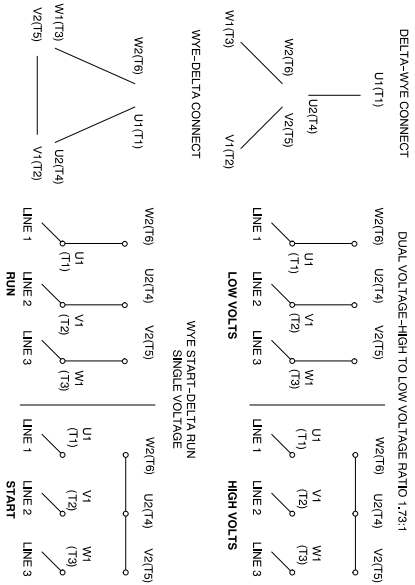 DELTA-WYE CONNECT
U1(T1)
U2(T4)
W2(T6) V2(T5)
W1(T3) V1(T2)
DUAL VOLTAGE-HIGH TO LOW VOLTAGE RATIO 1.73:1
W2(T6) U2(T4) V2(T5)
U1 V1 W1
(T1) (T2) (T3)
LINE 1 LINE 2 LINE 3
LOW VOLTS
W2(T6) U2(T4) V2(T5)
U1 V1 W1
(T1) (T2) (T3)
LINE 1 LINE 2 LINE 3
HIGH VOLTS
WYE-DELTA CONNECT
W2(T6) U1(T1)
W1(T3) U2(T4)
V2(T5) V1(T2)
WYE START-DELTA RUN
SINGLE VOLTAGE
W2(T6) U2(T4) V2(T5)
U1 V1 W1
(T1) (T2) (T3)
LINE 1 LINE 2 LINE 3
RUN
W2(T6) U2(T4) V2(T5)
U1 V1 W1
(T1) (T2) (T3)
LINE 1 LINE 2 LINE 3
START